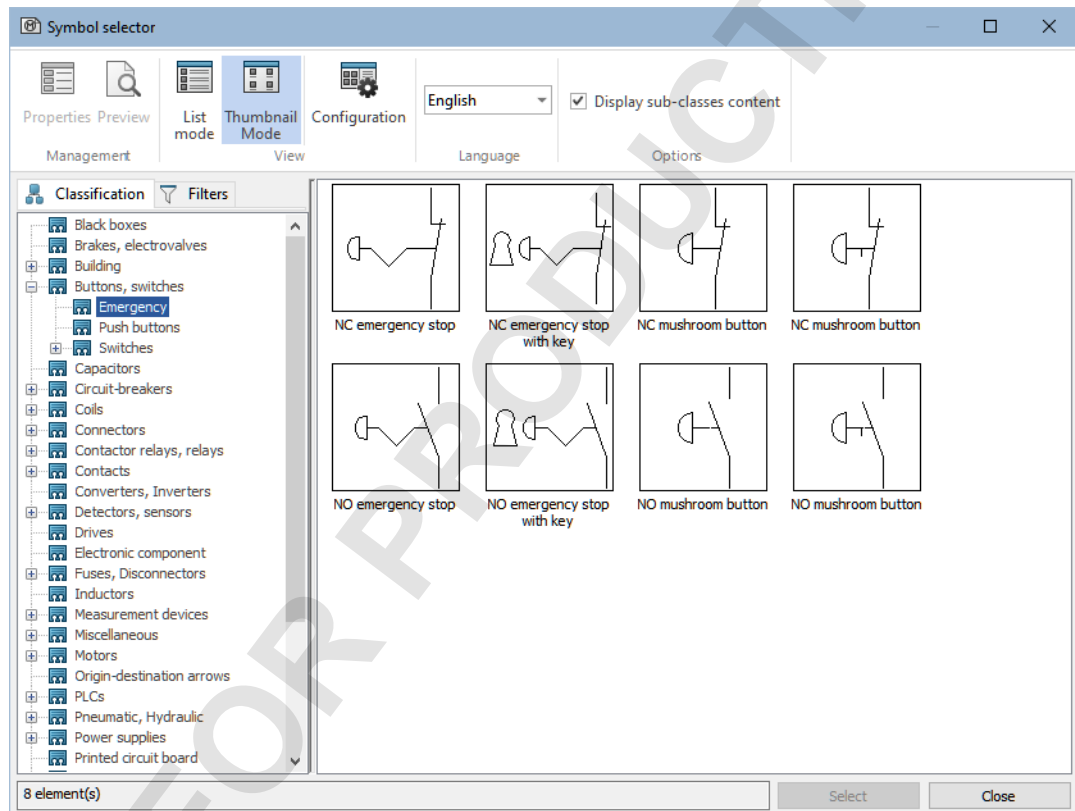 Symbol selector
Properties Preview
List mode
Thumbnail Mode
Configuration
English
Display sub-classes content
Management
View
Language
Options
Classification
Filters
Black boxes
Brakes, electrovalves
Building
Buttons, switches
Emergency
Push buttons
Switches
Capacitors
Circuit-breakers
Coils
Connectors
Contactor relays, relays
Contacts
Converters, Inverters
Detectors, sensors
Drives
Electronic component
Fuses, Disconnectors
Inductors
Measurement devices
Miscellaneous
Motors
Origin-destination arrows
PLCs
Pneumatic, Hydraulic
Power supplies
Printed circuit board
NC emergency stop
NC emergency stop
with key
NC mushroom button
NC mushroom button
NO emergency stop
NO emergency stop
with key
NO mushroom button
NO mushroom button
8 element(s)
Select
Close
FOR PRODUCT